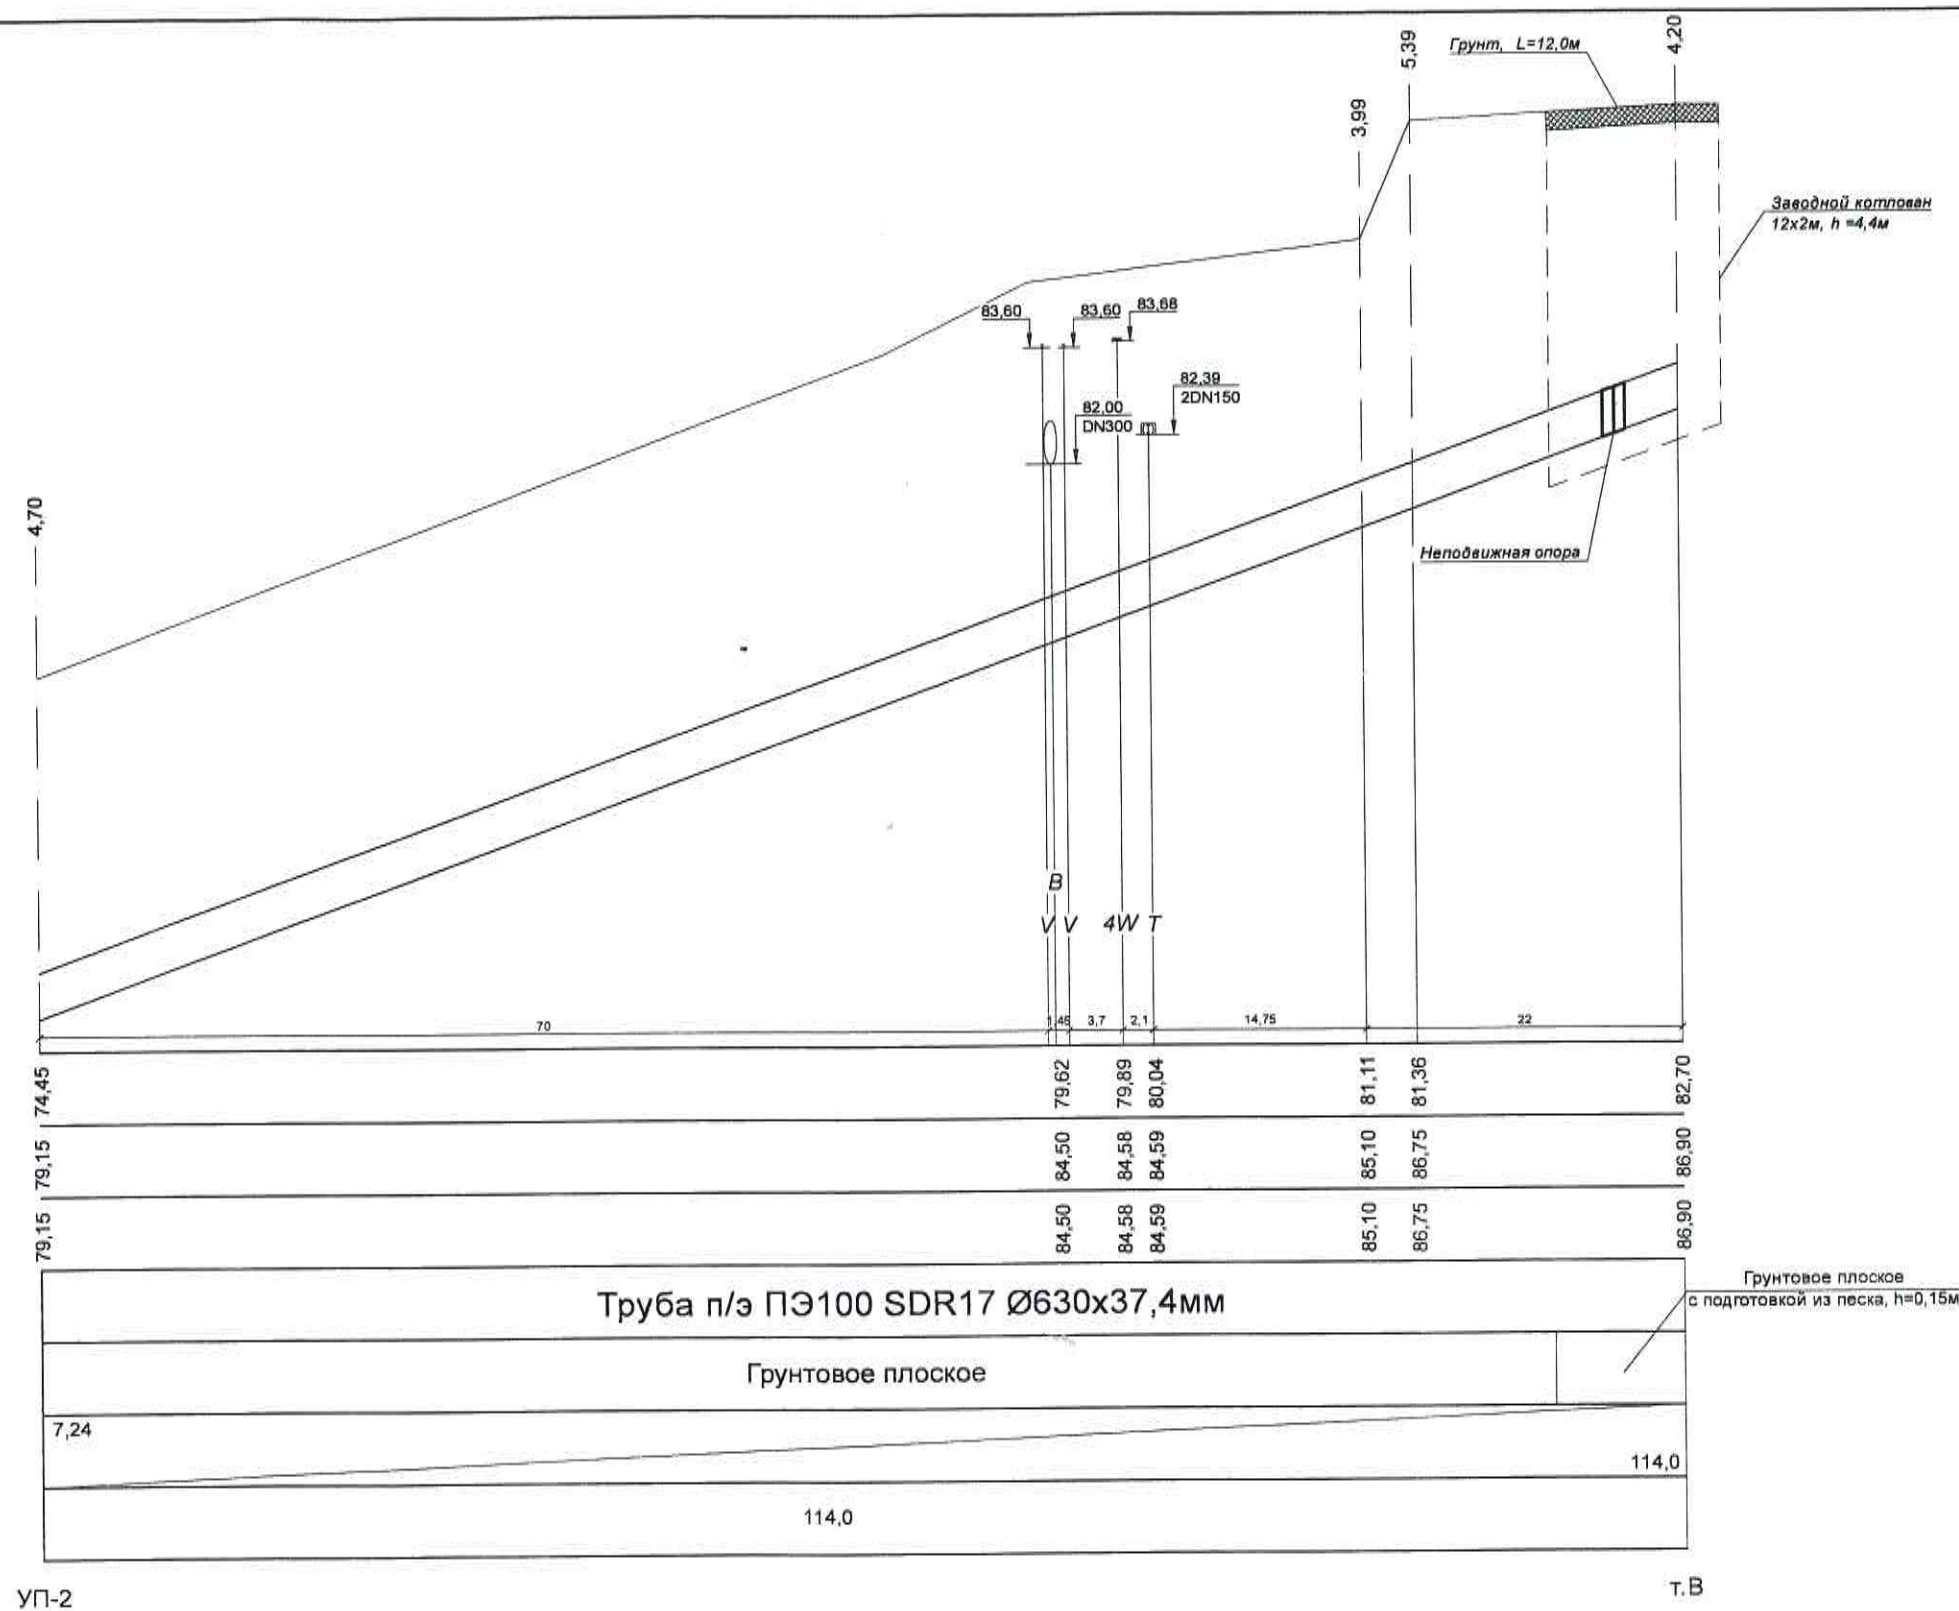 4,20
5,39
Грунт, L=12,0м
3,99
Заводной котлован
12х2м, h =4,4м
83,60
83,60
83,68
82,39
2DN150
82,00
DN300
4,70
Неподвижная опора
В
V V 4W T
70
1,45
3,7
2,1
14,75
22
74,45 79,62 79,89 80,04 81,11 81,36 82,70
79,15 84,50 84,58 84,59 85,10 86,75 86,90
79,15 84,50 84,58 84,59 85,10 86,75 86,90
Труба п/э ПЭ100 SDR17 Ø630х37,4мм
Грунтовое плоское
с подготовкой из песка, h=0,15м
Грунтовое плоское
7,24
114,0
114,0
УП-2
т.В